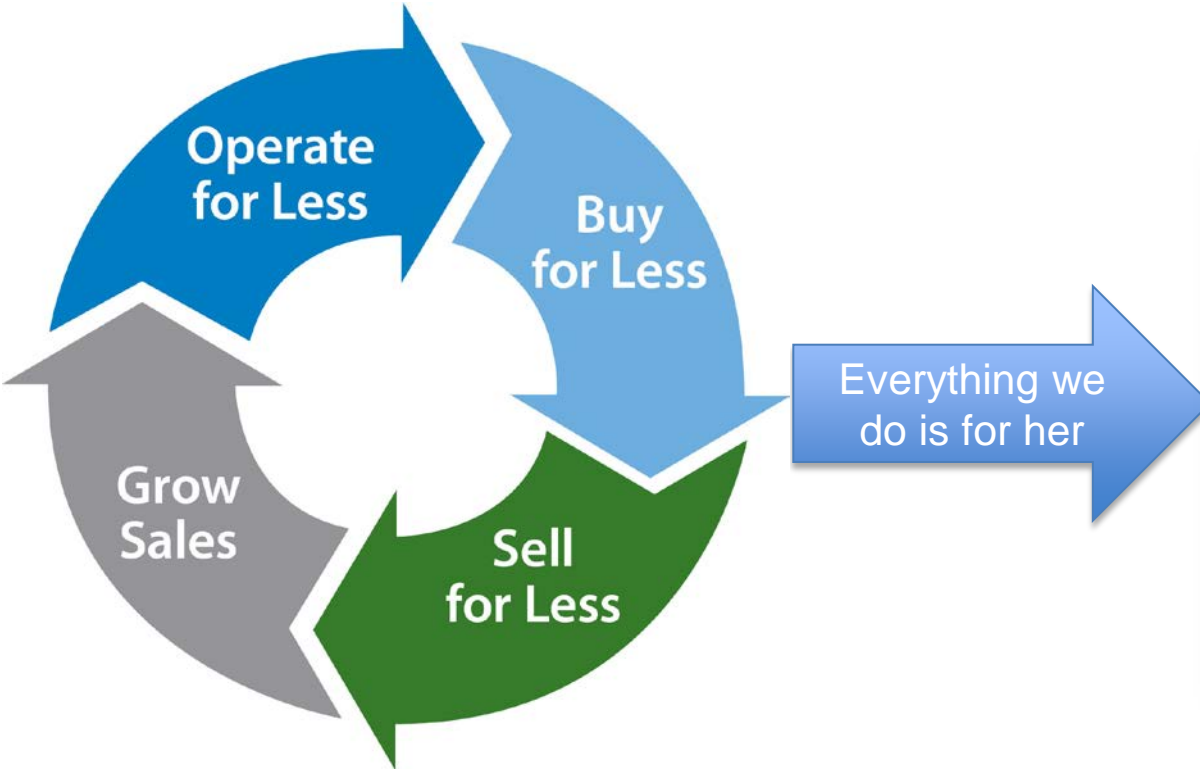 Operate
for Less
Buy
for Less
Sell
for Less
Grow
Sales
Everything we
do is for her